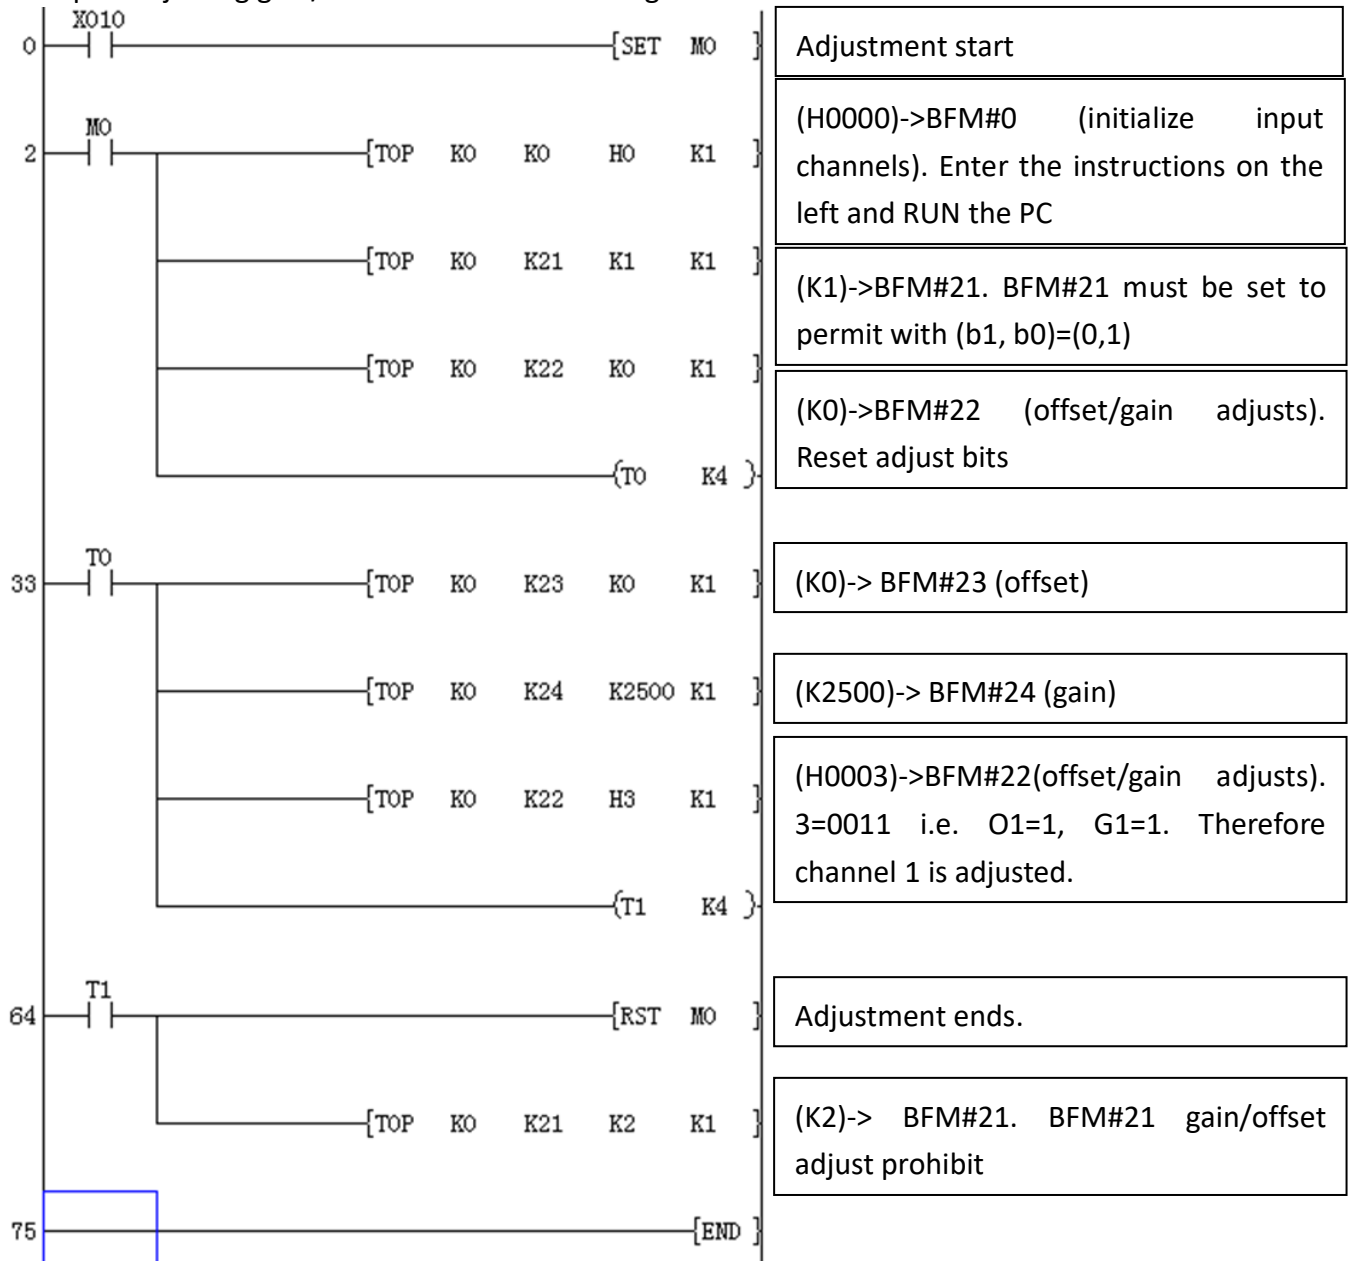 X010
0 [SET M0 ] Adjustment start
M0
2 [TOP K0 K0 H0 K1 ] (H0000)->BFM#0 (initialize input
channels). Enter the instructions on the
left and RUN the PC
[TOP K0 K21 K1 K1 ] (K1)->BFM#21. BFM#21 must be set to
permit with (b1, b0)=(0,1)
[TOP K0 K22 K0 K1 ] (K0)->BFM#22 (offset/gain adjusts).
Reset adjust bits
(T0 K4 )
T0
33 [TOP K0 K23 K0 K1 ] (K0)-> BFM#23 (offset)
[TOP K0 K24 K2500 K1 ] (K2500)-> BFM#24 (gain)
[TOP K0 K22 H3 K1 ] (H0003)->BFM#22(offset/gain adjusts).
3=0011 i.e. O1=1, G1=1. Therefore
channel 1 is adjusted.
(T1 K4 )
T1
64 [RST M0 ] Adjustment ends.
[TOP K0 K21 K2 K1 ] (K2)-> BFM#21. BFM#21 gain/offset
adjust prohibit
75 [END ]